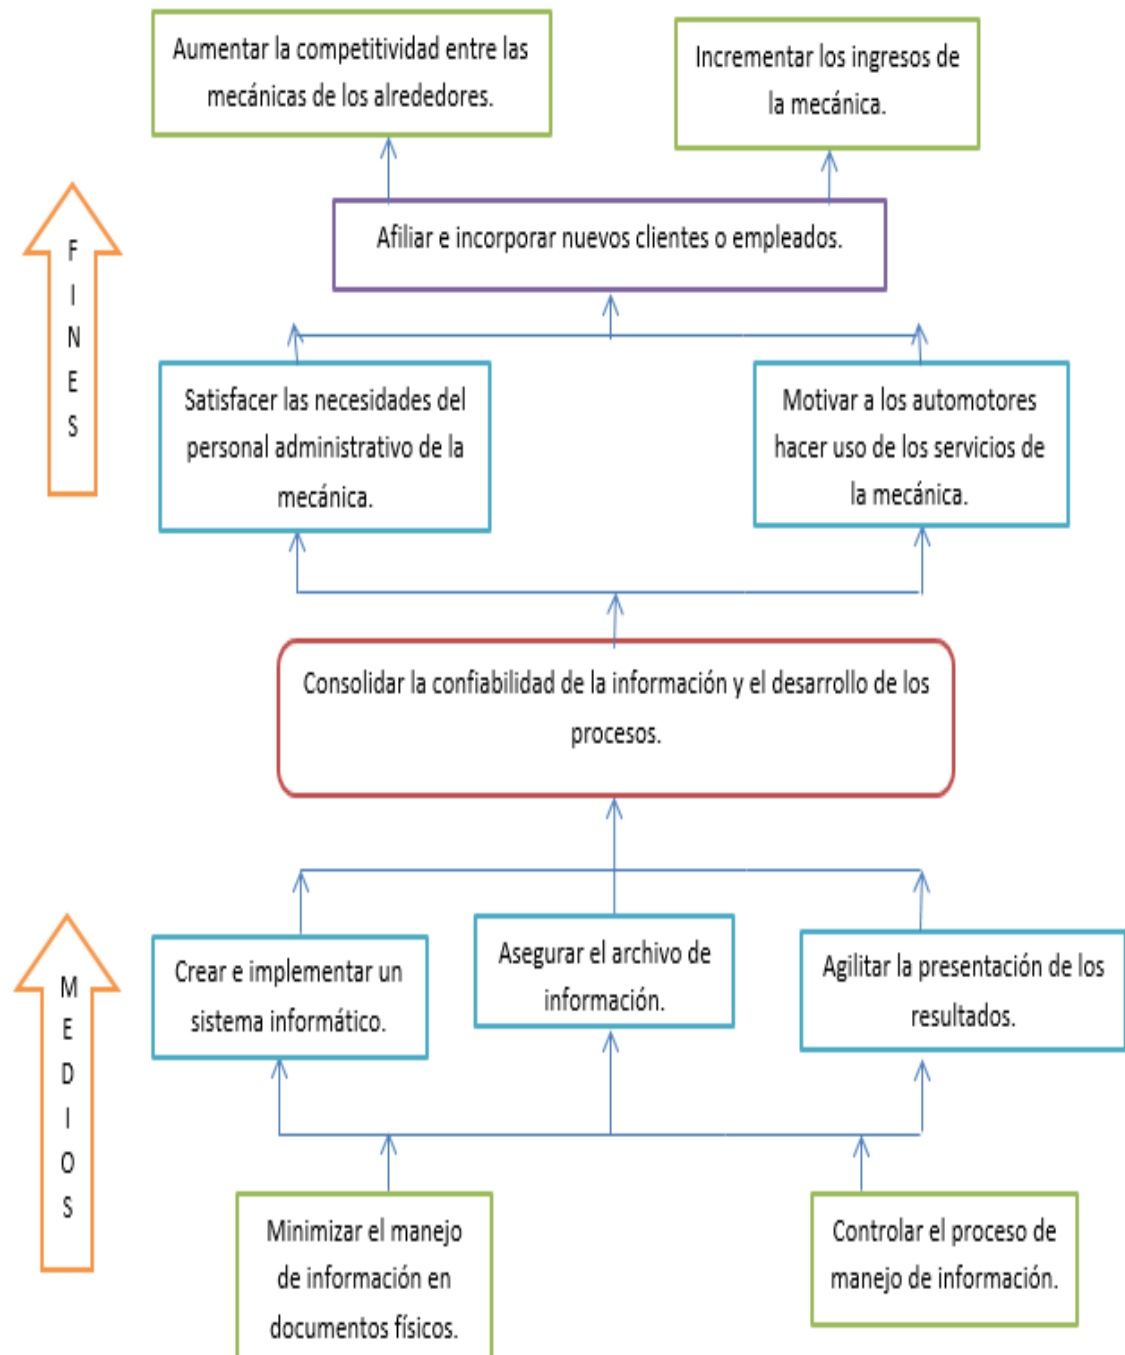 Aumentar la competitividad entre las
mecánicas de los alrededores.
Incrementar los ingresos de
la mecánica.
Afiliar e incorporar nuevos clientes o empleados.
F
I
N
E
S
Satisfacer las necesidades del
personal administrativo de la
mecánica.
Motivar a los automotores
hacer uso de los servicios de
la mecánica.
Consolidar la confiabilidad de la información y el desarrollo de los
procesos.
M
E
D
I
O
S
Crear e implementar un
sistema informático.
Asegurar el archivo de
información.
Agilitar la presentación de los
resultados.
Minimizar el manejo
de información en
documentos físicos.
Controlar el proceso de
manejo de información.